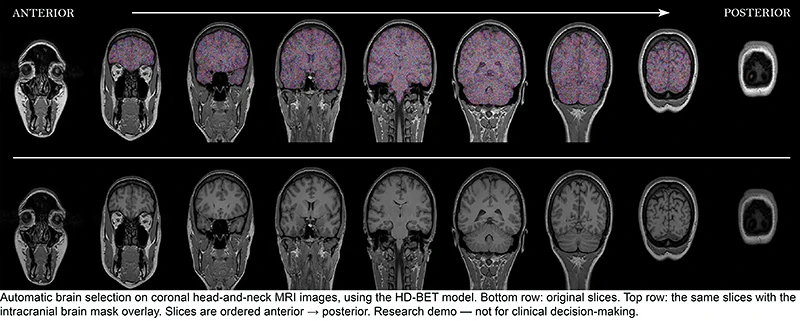 ANTERIOR
POSTERIOR
Automatic brain selection on coronal head-and-neck MRI images, using the HD-BET model. Bottom row: original slices. Top row: the same slices with the
intracranial brain mask overlay. Slices are ordered anterior → posterior. Research demo — not for clinical decision-making.